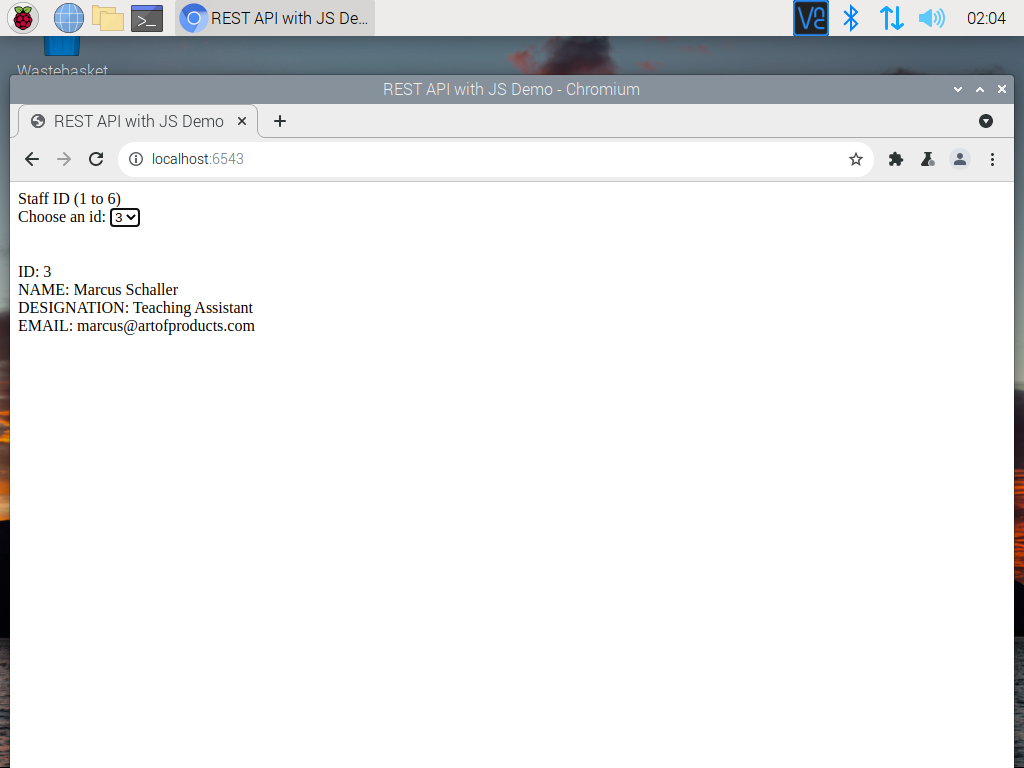 REST API with JS De...
02:04
Wastebasket
REST API with JS Demo - Chromium
REST API with JS Demo
localhost:6543
Staff ID (1 to 6)
Choose an id: 3
ID: 3
NAME: Marcus Schaller
DESIGNATION: Teaching Assistant
EMAIL: marcus@artofproducts.com